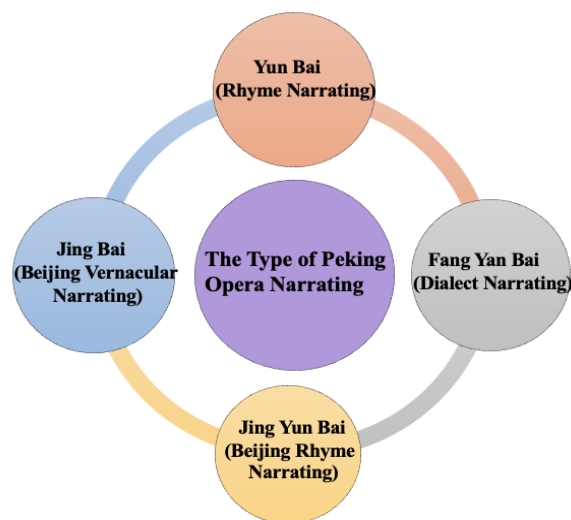 Yun Bai
(Rhyme Narrating)
Jing Bai
(Beijing Vernacular
Narrating)
The Type of Peking
Opera Narrating
Fang Yan Bai
(Dialect Narrating)
Jing Yun Bai
(Beijing Rhyme
Narrating)